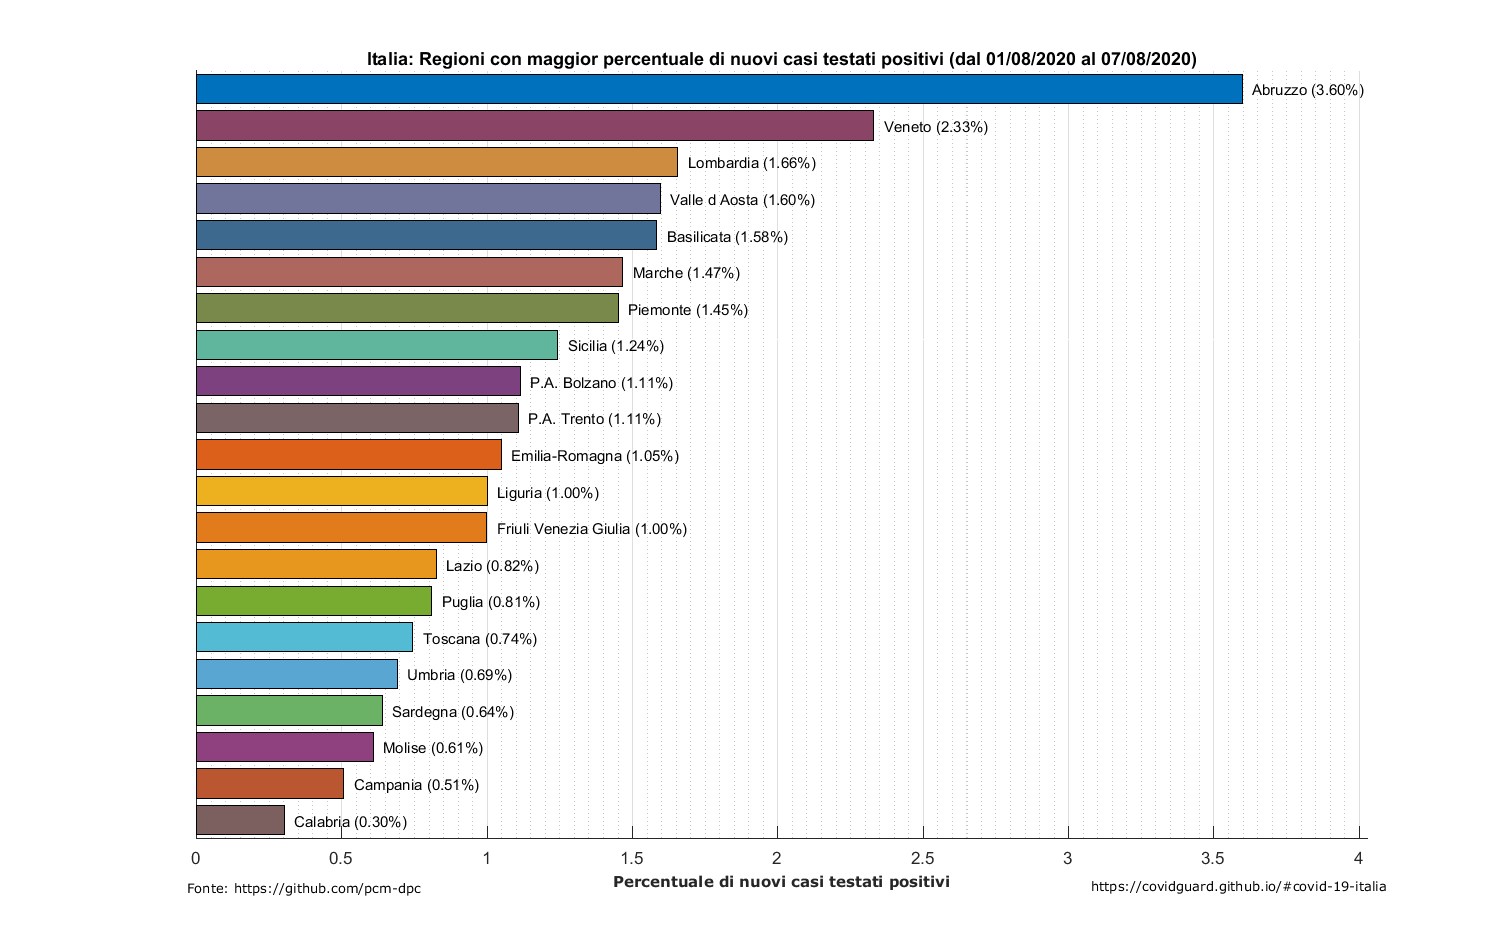 Italia: Regioni con maggior percentuale di nuovi casi testati positivi (dal 01/08/2020 al 07/08/2020)
Abruzzo (3.60%)
Veneto (2.33%)
Lombardia (1.66%)
Valle d Aosta (1.60%)
Basilicata (1.58%)
Marche (1.47%)
Piemonte (1.45%)
Sicilia (1.24%)
P.A. Bolzano (1.11%)
P.A. Trento (1.11%)
Emilia-Romagna (1.05%)
Liguria (1.00%)
Friuli Venezia Giulia (1.00%)
Lazio (0.82%)
Puglia (0.81%)
Toscana (0.74%)
Umbria (0.69%)
Sardegna (0.64%)
Molise (0.61%)
Campania (0.51%)
Calabria (0.30%)
0 0.5 1 1.5 2 2.5 3 3.5 4
Percentuale di nuovi casi testati positivi
Fonte: https://github.com/pcm-dpc
https://covidguard.github.io/#covid-19-italia